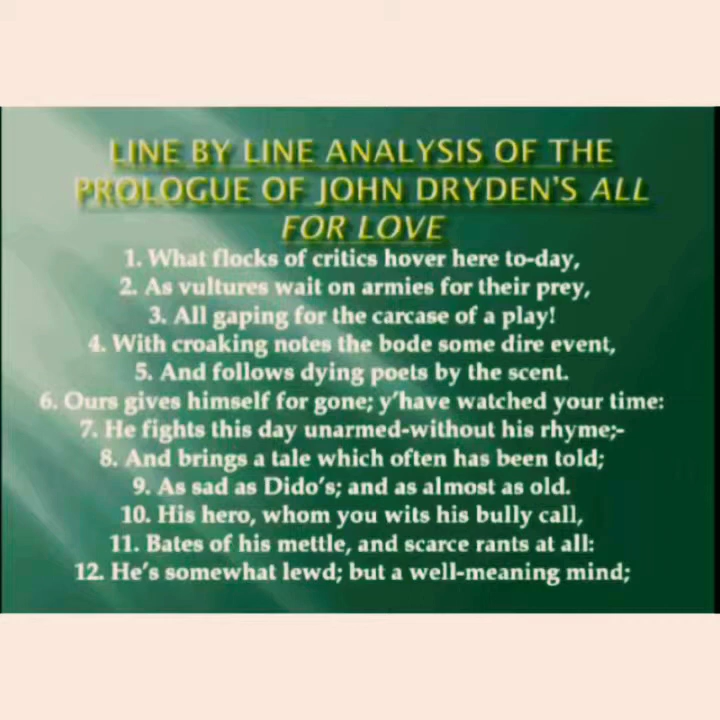 LINE BY LINE ANALYSIS OF THE
PROLOGUE OF JOHN DRYDEN'S ALL
FOR LOVE
1. What flocks of critics hover here to-day,
2. As vultures wait on armies for their prey,
3. All gaping for the carcase of a play!
4. With croaking notes the bode some dire event,
5. And follows dying poets by the scent.
6. Ours gives himself for gone; y'have watched your time:
7. He fights this day unarmed-without his rhyme;-
8. And brings a tale which often has been told;
9. As sad as Dido's; and as almost as old.
10. His hero, whom you wits his bully call,
11. Bates of his mettle, and scarce rants at all:
12. He's somewhat lewd; but a well-meaning mind;